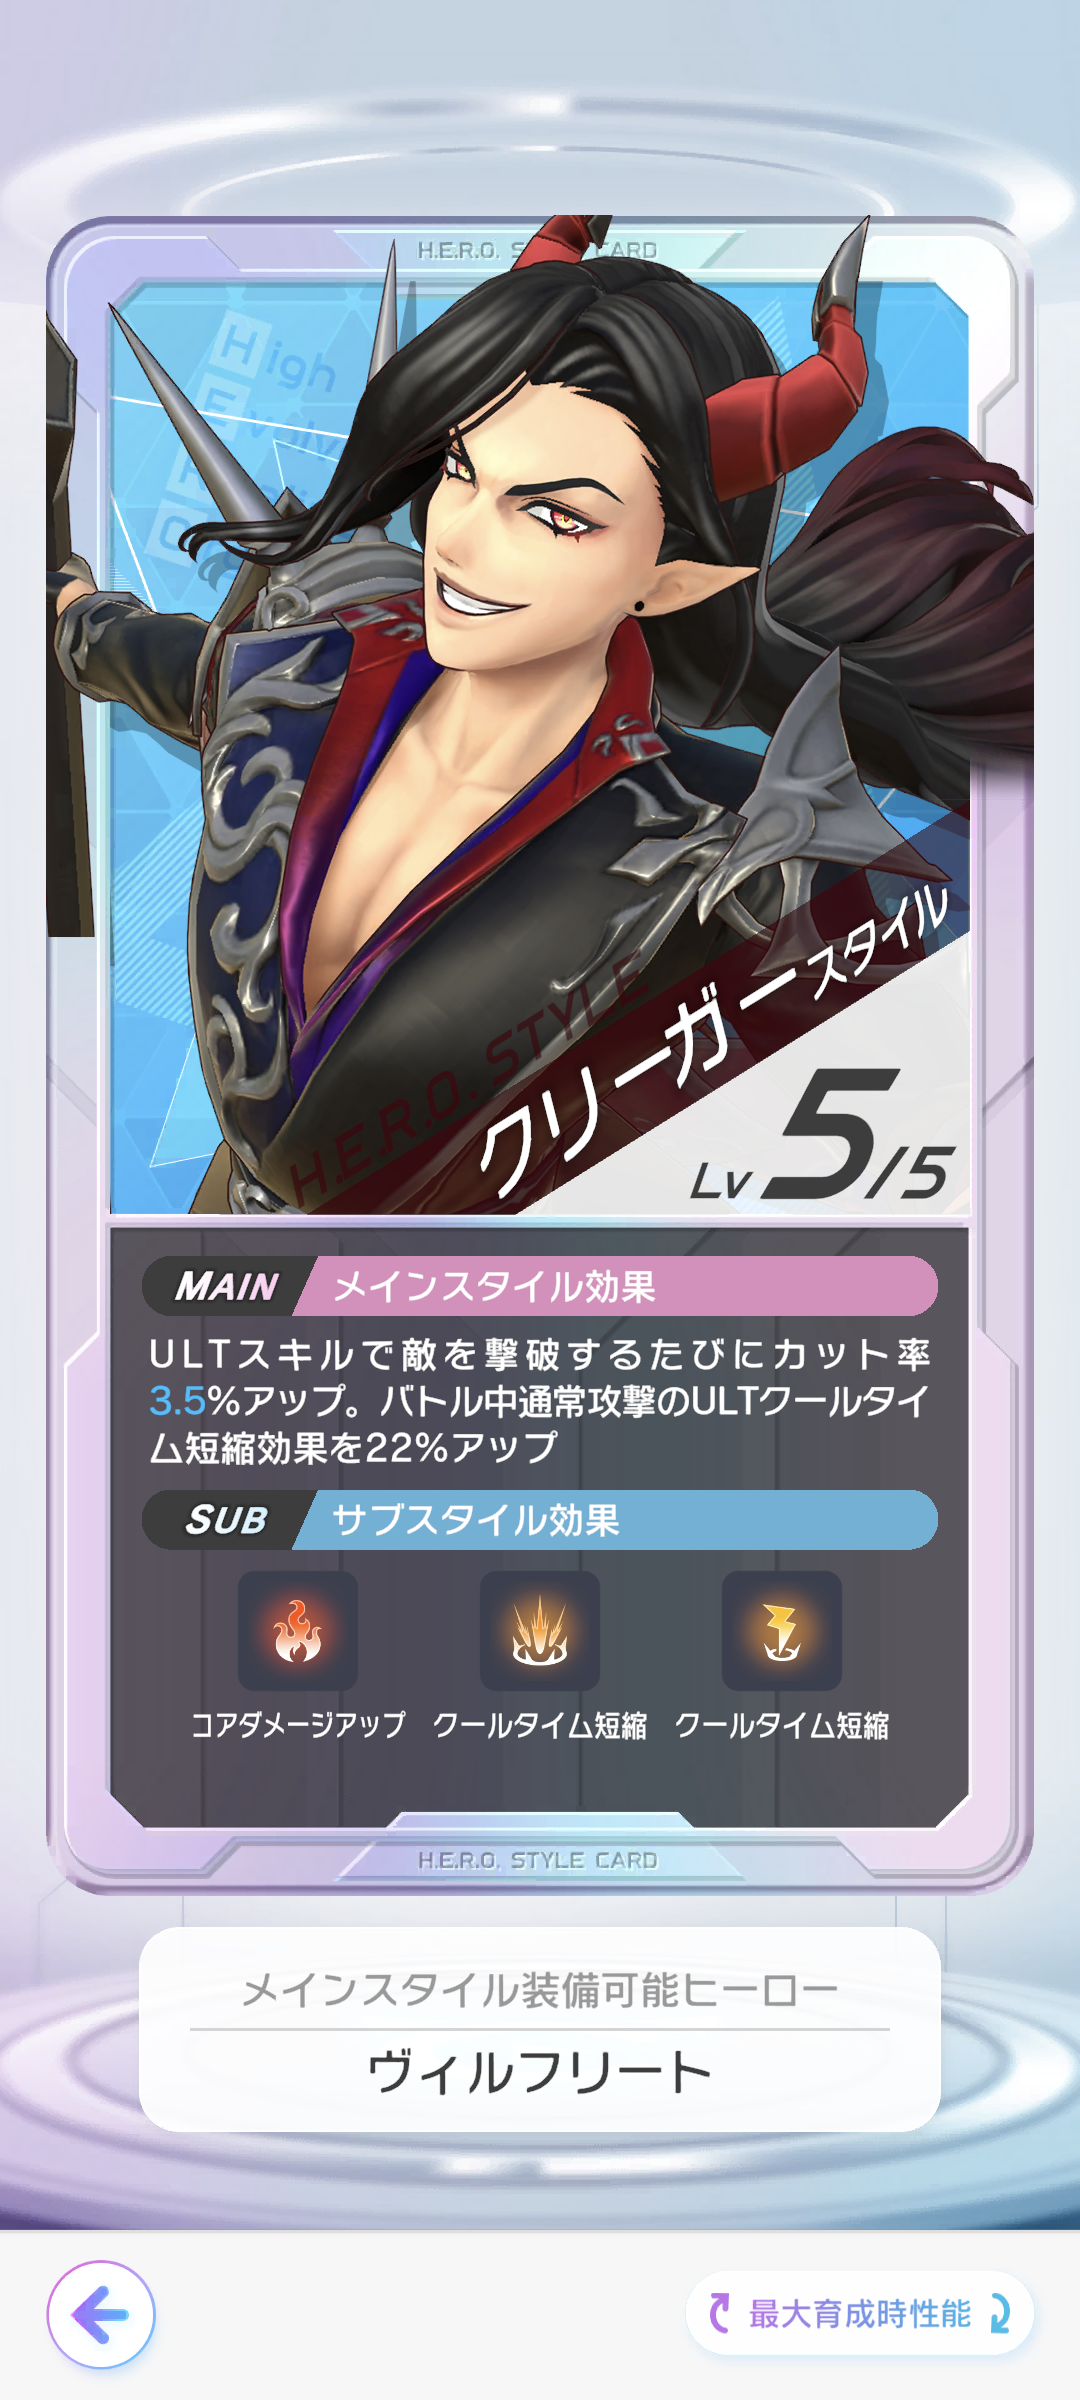 H.E.R.O. S CARD
High
クリーガースタイル
H.E.R.O. STYLE
Lv 5/5
MAIN メインスタイル効果
ULTスキルで敵を撃破するたびにカット率
3.5%アップ。バトル中通常攻撃のULTクールタイ
ム短縮効果を22%アップ
SUB サブスタイル効果
コアダメージアップ クールタイム短縮 クールタイム短縮
H.E.R.O. STYLE CARD
メインスタイル装備可能ヒーロー
ヴィルフリート
最大育成時性能